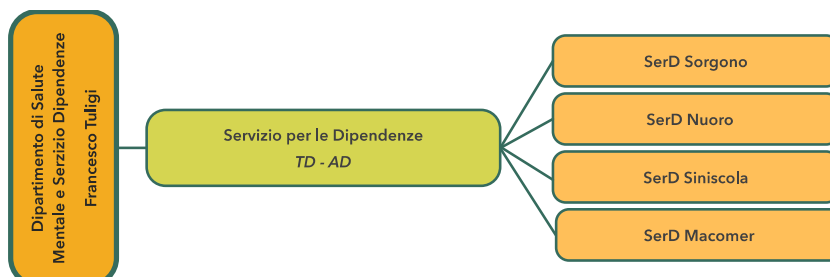 Dipartimento di Salute
Mentale e Serzizio Dipendenze
Francesco Tuligi
Servizio per le Dipendenze
TD - AD
SerD Sorgono
SerD Nuoro
SerD Siniscola
SerD Macomer